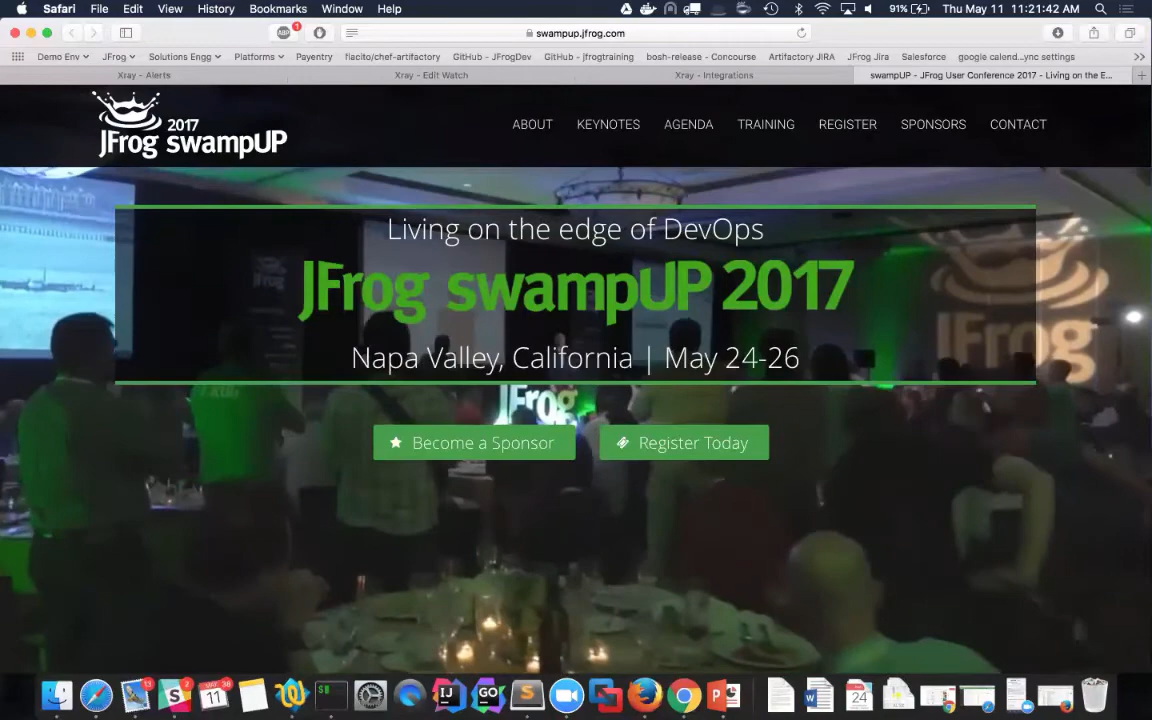 Safari File Edit View History Bookmarks Window Help 91% Thu May 11 11:21:42 AM
ABP 1 swampup.jfrog.com
Demo Env JFrog Solutions Engg Platforms Payentry flacito/chef-artifactory GitHub - JFrogDev GitHub - jfrogtraining bosh-release - Concourse Artifactory JIRA JFrog Jira Salesforce google calend...ync settings
Xray - Alerts Xray - Edit Watch Xray - Integrations swampUP - JFrog User Conference 2017 - Living on the E...
2017
JFrog swampUP
ABOUT KEYNOTES AGENDA TRAINING REGISTER SPONSORS CONTACT
Living on the edge of DevOps
JFrog swampUP 2017
Napa Valley, California | May 24-26
JFrog
JFrog
Become a Sponsor Register Today